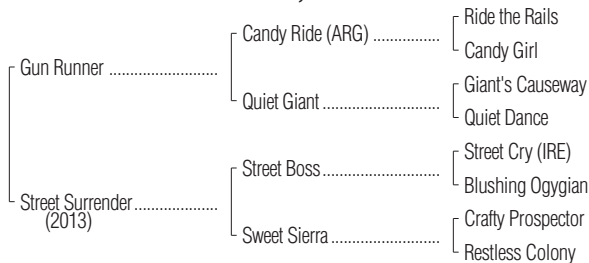 Ride the Rails
Candy Ride (ARG) ................
Candy Girl
Gun Runner ..........................
Giant's Causeway
Quiet Giant ............................
Quiet Dance
Street Cry (IRE)
Street Boss ............................
Blushing Ogygian
Street Surrender ....................
(2013)
Crafty Prospector
Sweet Sierra ..........................
Restless Colony